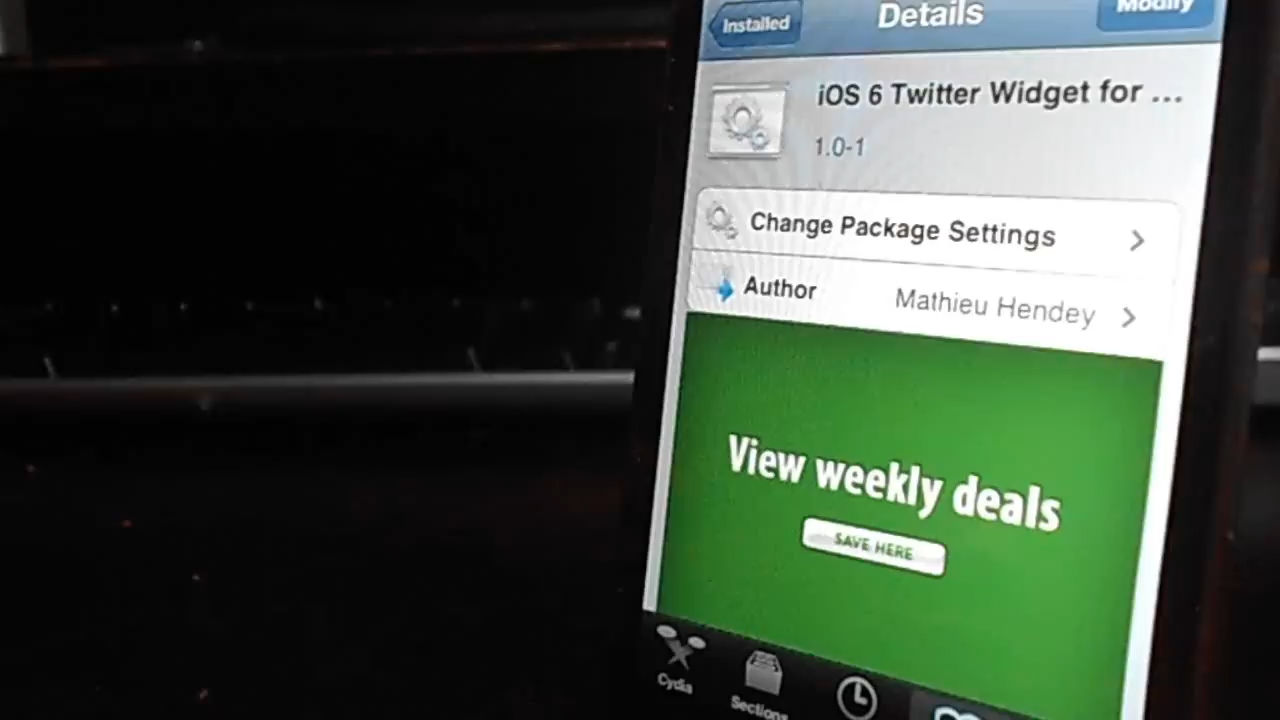 Installed
Details
Modify
iOS 6 Twitter Widget for ...
1.0-1
Change Package Settings
Author
Mathieu Hendey
View weekly deals
SAVE HERE
Cydia
Sections